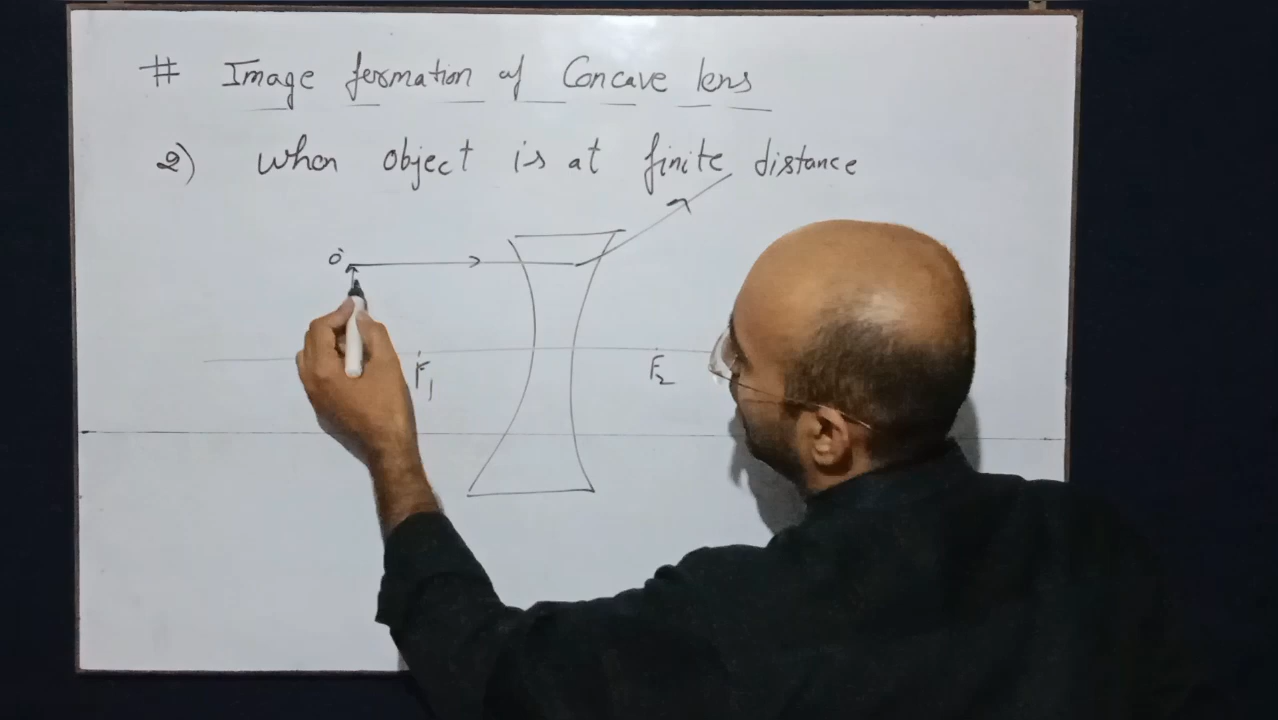 # Image formation of Concave lens
2) When object is at finite distance
O
F1 F2